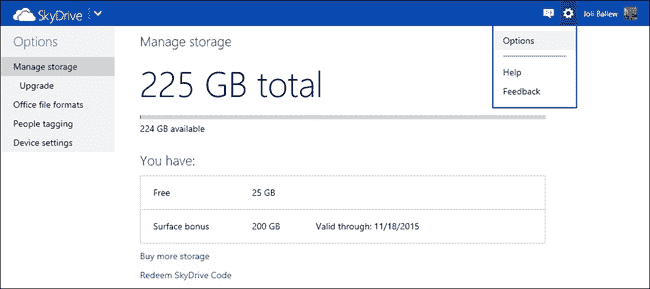 SkyDrive
Joli Ballew
Options
Manage storage
Upgrade
Office file formats
People tagging
Device settings
Manage storage
225 GB total
224 GB available
You have:
Free 25 GB
Surface bonus 200 GB Valid through: 11/18/2015
Buy more storage
Redeem SkyDrive Code
Options
Help
Feedback